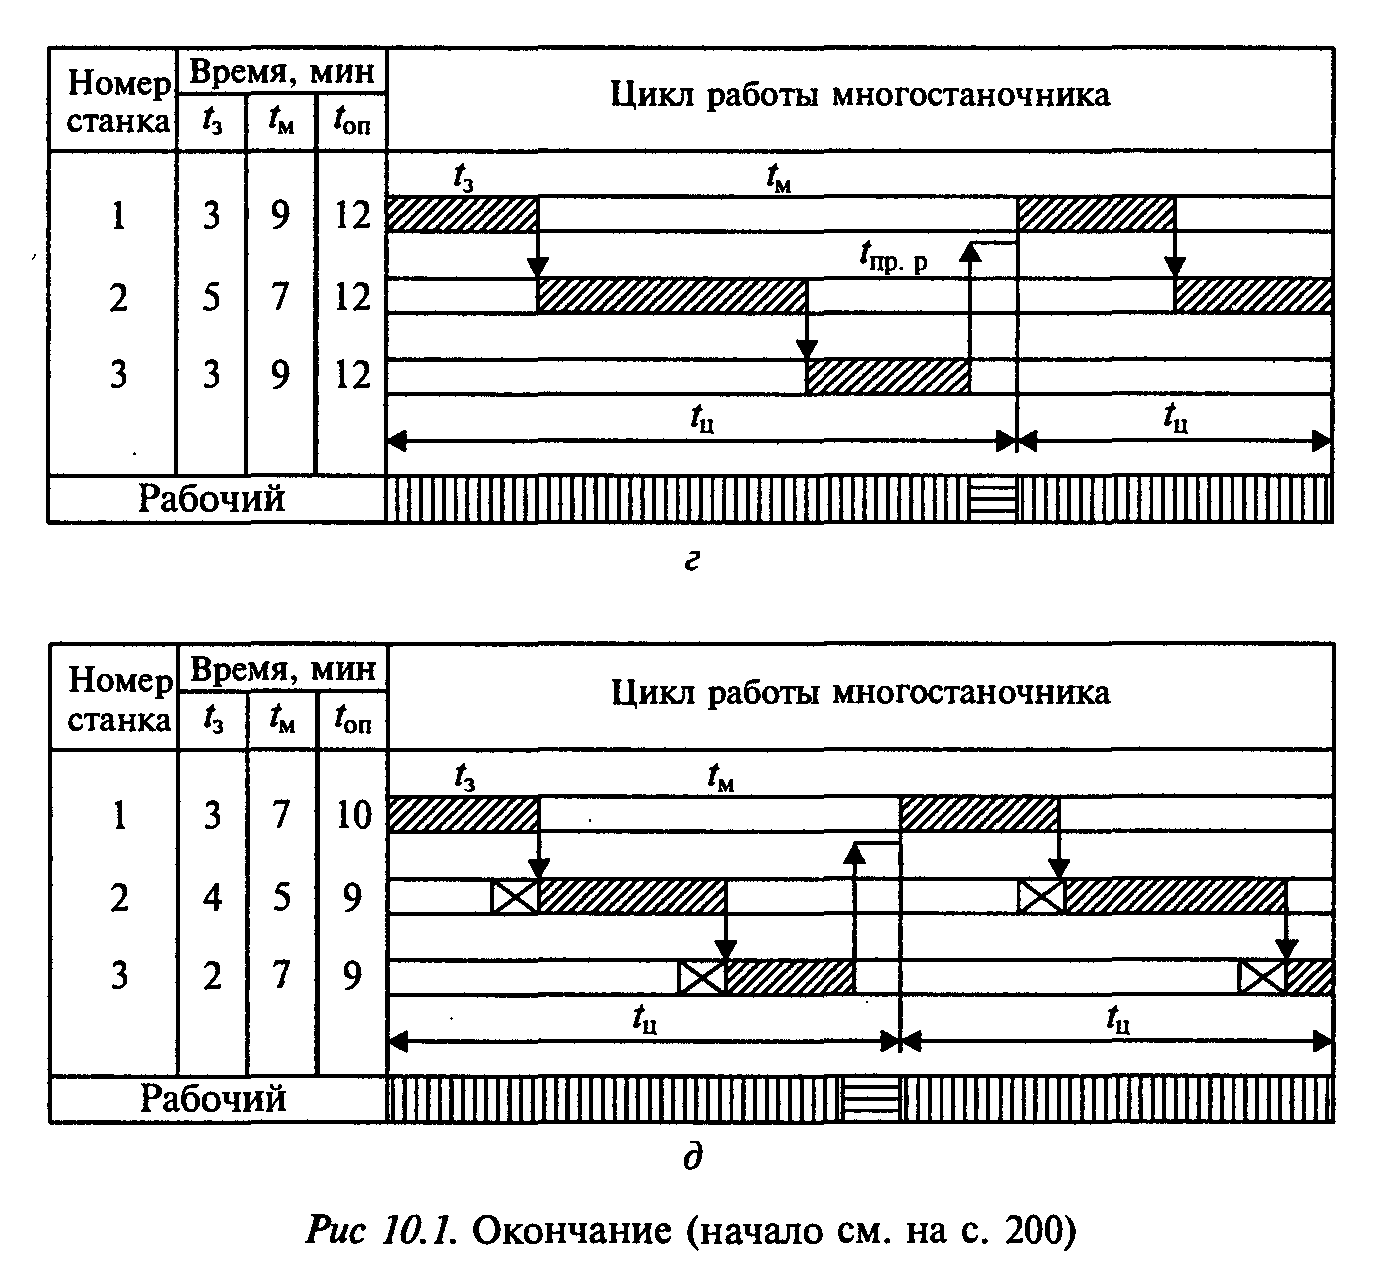 Номер станка | Время, мин | Цикл работы многостаночника
tз | tм | tоп
tз tм
1 3 9 12
tпр. р
2 5 7 12
3 3 9 12
tц tц
Рабочий
г
Номер станка | Время, мин | Цикл работы многостаночника
tз | tм | tоп
tз tм
1 3 7 10
2 4 5 9
3 2 7 9
tц tц
Рабочий
д
Рис 10.1. Окончание (начало см. на с. 200)